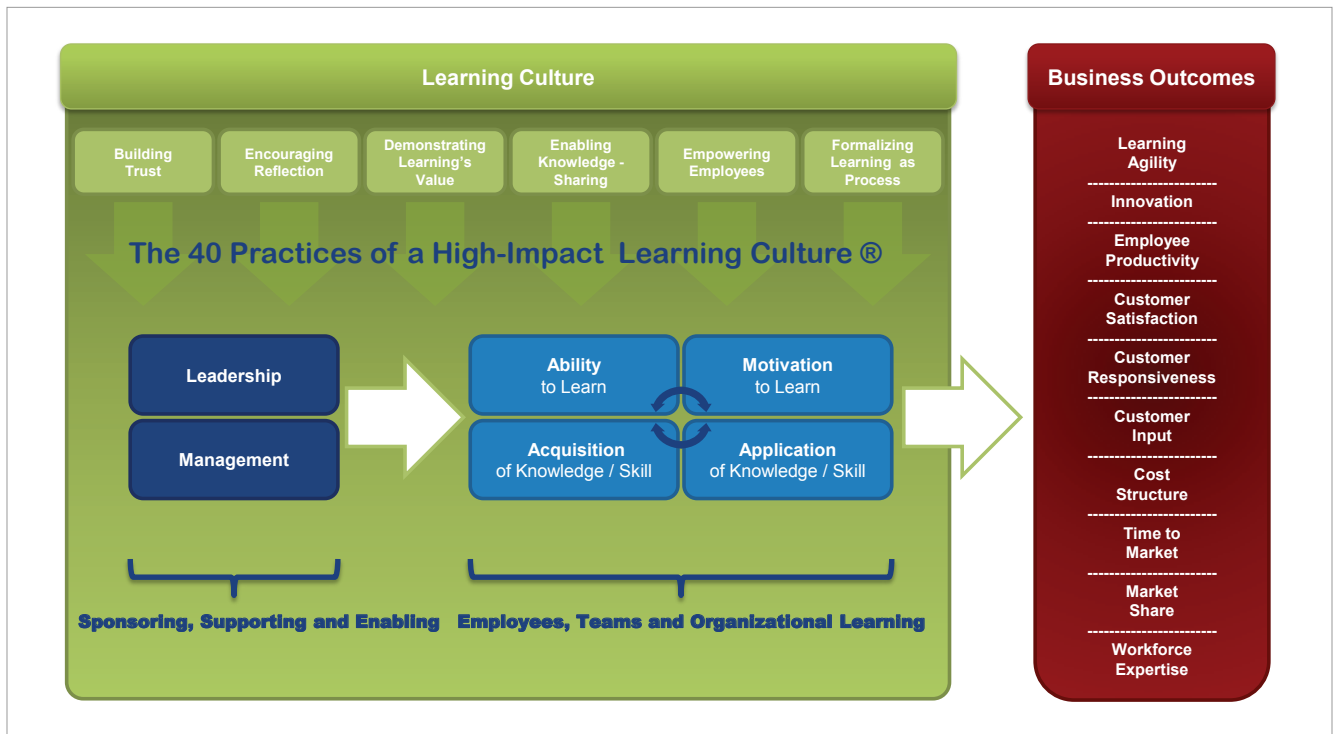 Learning Culture
Building
Trust
Encouraging
Reflection
Demonstrating
Learning's
Value
Enabling
Knowledge -
Sharing
Empowering
Employees
Formalizing
Learning as
Process
The 40 Practices of a High-Impact Learning Culture ®
Leadership
Management
Ability
to Learn
Motivation
to Learn
Acquisition
of Knowledge / Skill
Application
of Knowledge / Skill
Sponsoring, Supporting and Enabling
Employees, Teams and Organizational Learning
Business Outcomes
Learning
Agility
-------------------------
Innovation
-------------------------
Employee
Productivity
-------------------------
Customer
Satisfaction
-------------------------
Customer
Responsiveness
-------------------------
Customer
Input
-------------------------
Cost
Structure
-------------------------
Time to
Market
-------------------------
Market
Share
-------------------------
Workforce
Expertise